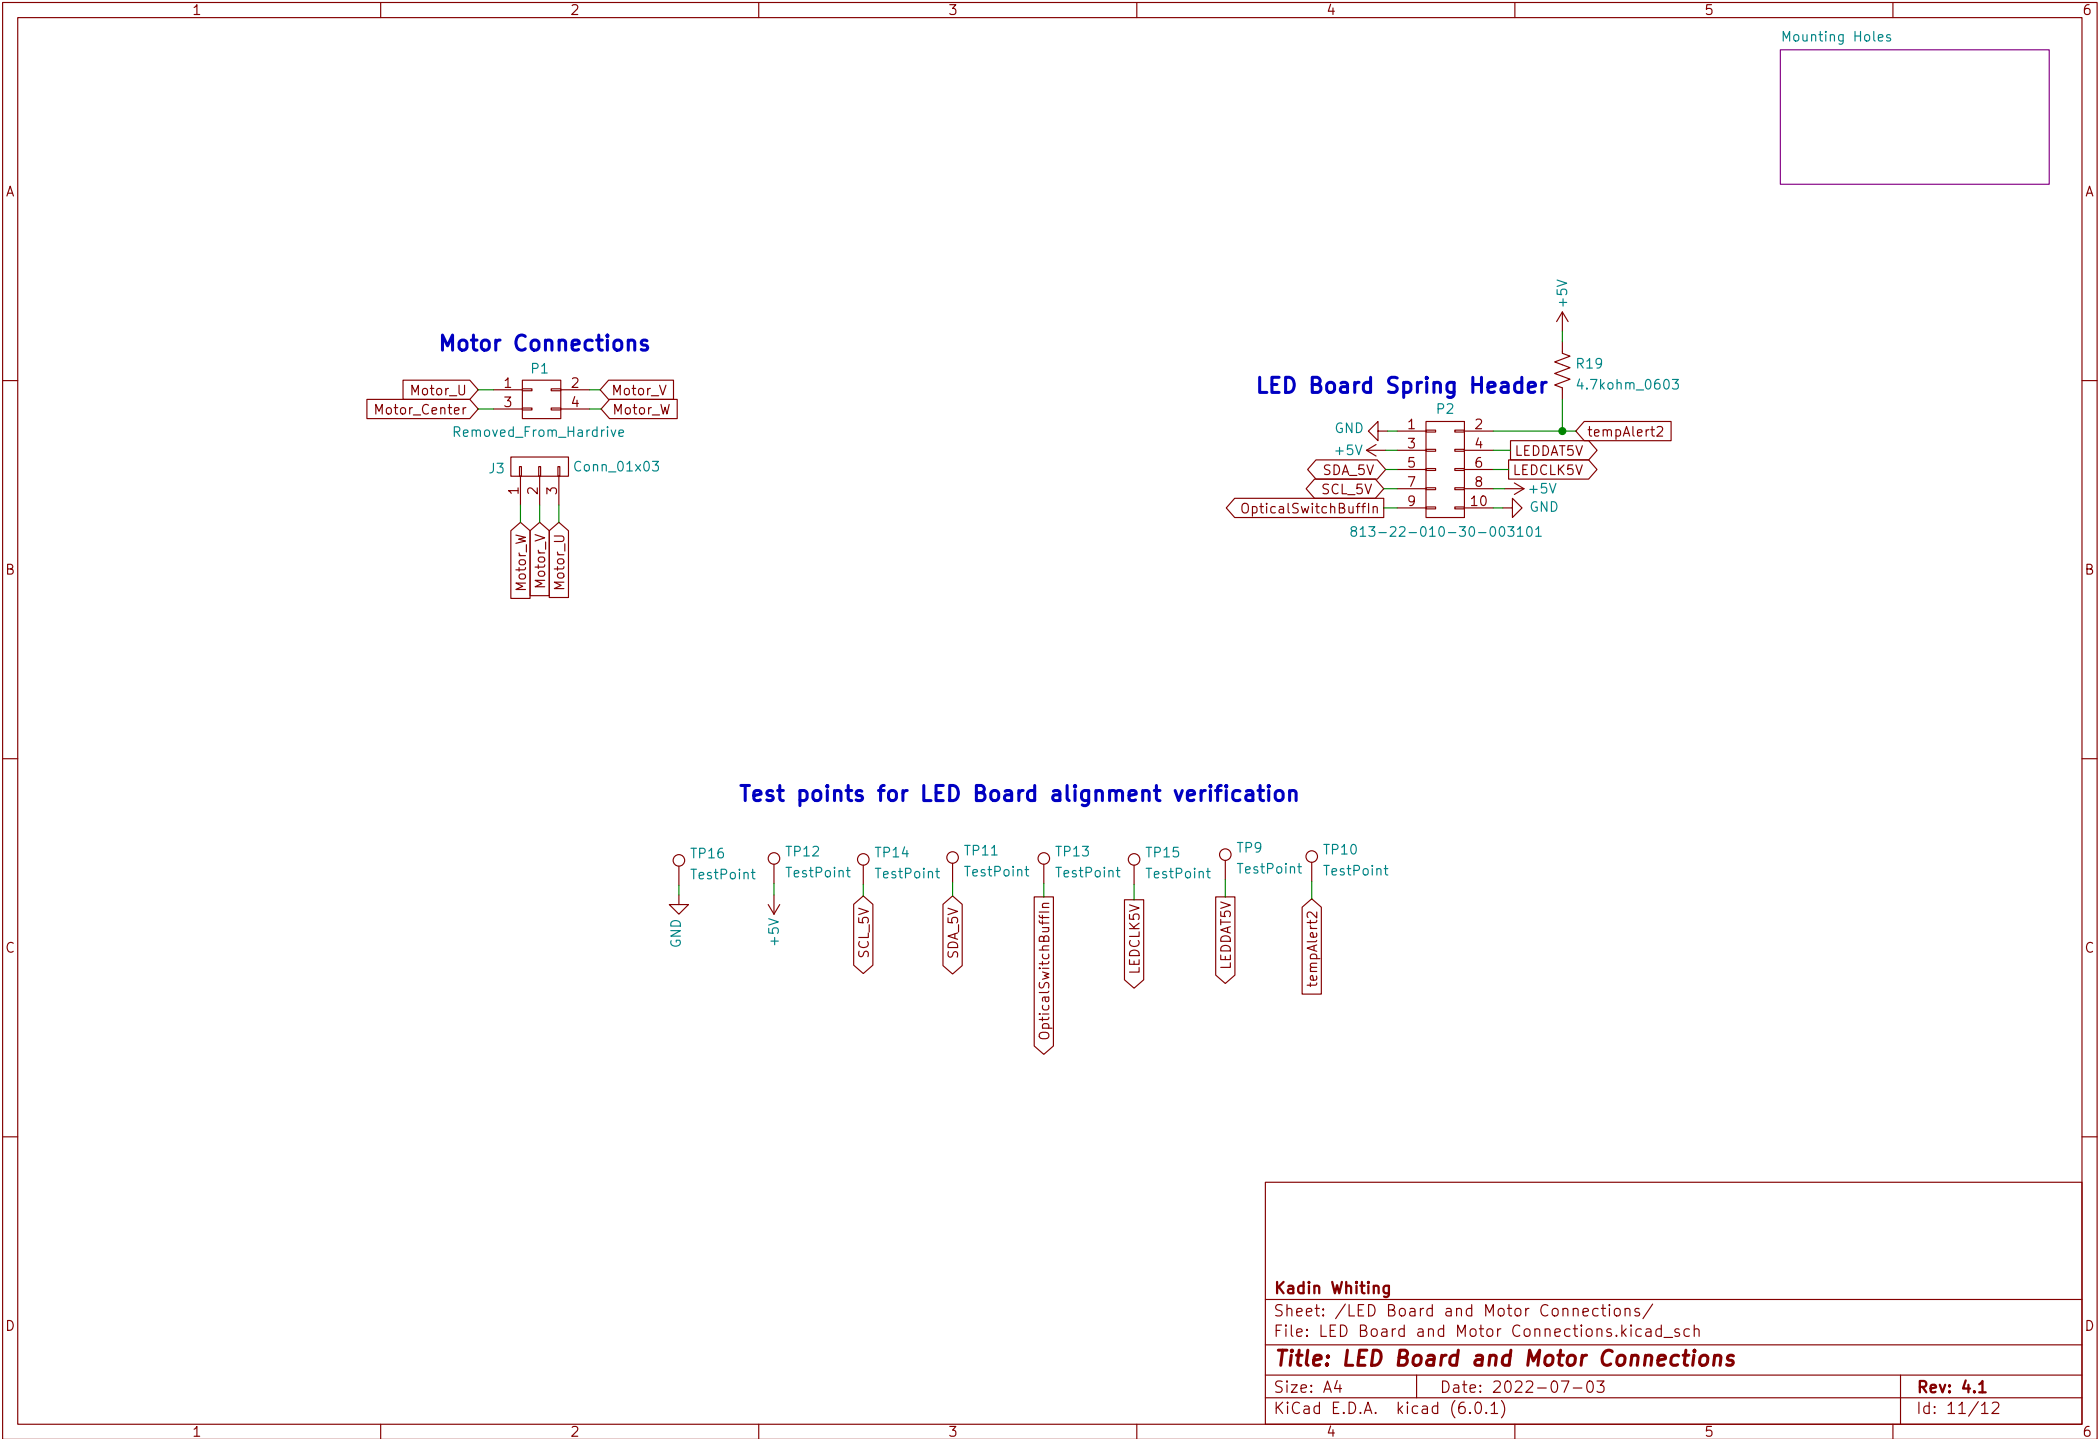 1 2 3 4 5 6
Mounting Holes
A A
+5V
Motor Connections
P1
Motor_U 1 2 Motor_V
Motor_Center 3 4 Motor_W
Removed_From_Hardrive
J3 Conn_01x03
1 2 3
Motor_W Motor_V Motor_U
R19
4.7kohm_0603
LED Board Spring Header
P2
GND 1 2 tempAlert2
+5V 3 4 LEDDAT5V
SDA_5V 5 6 LEDCLK5V
SCL_5V 7 8 +5V
OpticalSwitchBuffIn 9 10 GND
813-22-010-30-003101
B B
Test points for LED Board alignment verification
TP16
TestPoint
GND
TP12
TestPoint
+5V
TP14
TestPoint
SCL_5V
TP11
TestPoint
SDA_5V
TP13
TestPoint
OpticalSwitchBuffIn
TP15
TestPoint
LEDCLK5V
TP9
TestPoint
LEDDAT5V
TP10
TestPoint
tempAlert2
C C
Kadin Whiting
Sheet: /LED Board and Motor Connections/
File: LED Board and Motor Connections.kicad_sch
D D
Title: LED Board and Motor Connections
Size: A4 Date: 2022-07-03 Rev: 4.1
KiCad E.D.A. kicad (6.0.1) Id: 11/12
1 2 3 4 5 6